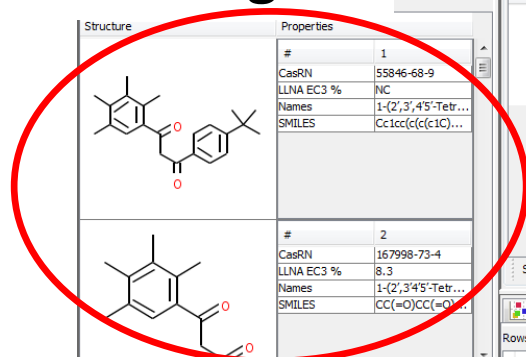 Structure Properties
# 1
CasRN 55846-68-9
LLNA EC3 % NC
Names 1-(2',3',4'5'-Tetr...
SMILES Cc1cc(c(c(c1C)...
O
O
# 2
CasRN 167998-73-4
LLNA EC3 % 8.3
Names 1-(2',3'4'5'-Tetr...
SMILES CC(=O)CC(=O)...
O
O
Rows